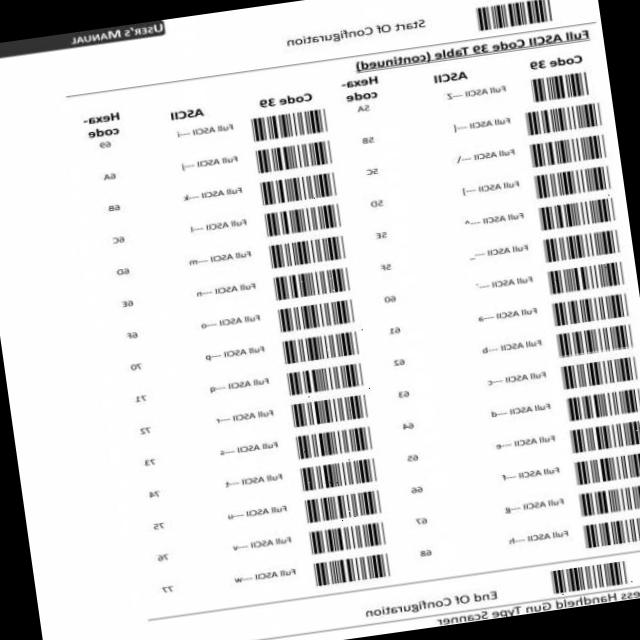 USER'S MANUAL
Start Of Configuration
Full ASCII Code 39 Table (continued)
Code 39 ASCII Hexa-code Code 39 ASCII Hexa-code
Full ASCII ---Z 5A Full ASCII ---i 69
Full ASCII ---[ 5B Full ASCII ---j 6A
Full ASCII ---\ 5C Full ASCII ---k 6B
Full ASCII ---] 5D Full ASCII ---l 6C
Full ASCII ---^ 5E Full ASCII ---m 6D
Full ASCII ---_ 5F Full ASCII ---n 6E
Full ASCII ---` 60 Full ASCII ---o 6F
Full ASCII ---a 61 Full ASCII ---p 70
Full ASCII ---b 62 Full ASCII ---q 71
Full ASCII ---c 63 Full ASCII ---r 72
Full ASCII ---d 64 Full ASCII ---s 73
Full ASCII ---e 65 Full ASCII ---t 74
Full ASCII ---f 66 Full ASCII ---u 75
Full ASCII ---g 67 Full ASCII ---v 76
Full ASCII ---h 68 Full ASCII ---w 77
End Of Configuration
Handheld Gun Type Scanner